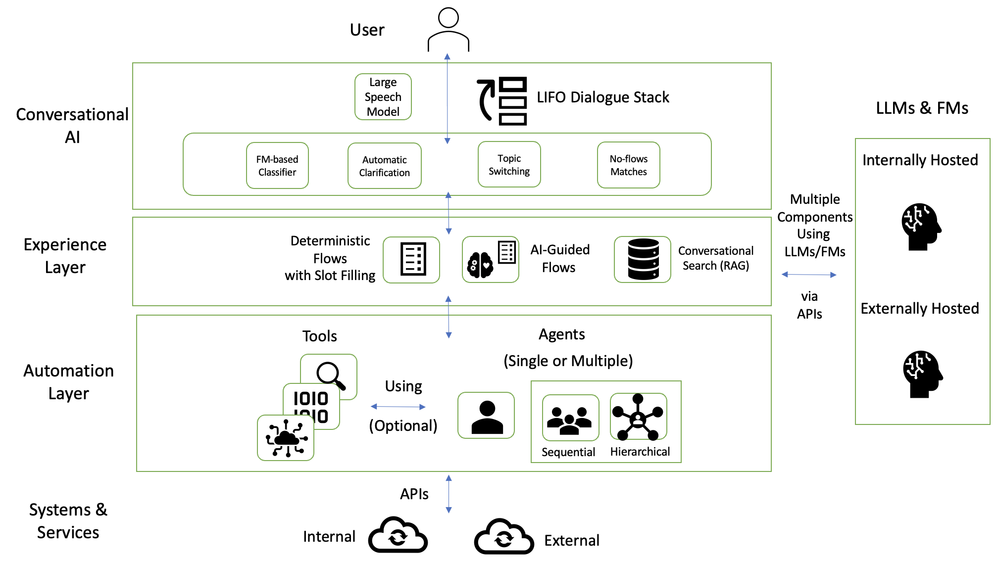 User
Conversational
AI
Large
Speech
Model
LIFO Dialogue Stack
FM-based
Classifier
Automatic
Clarification
Topic
Switching
No-flows
Matches
Experience
Layer
Deterministic
Flows
with Slot Filling
AI-Guided
Flows
Conversational
Search (RAG)
Automation
Layer
Tools
1010
1010
Using
(Optional)
Agents
(Single or Multiple)
Sequential
Hierarchical
APIs
Systems &
Services
Internal
External
Multiple
Components
Using
LLMs/FMs
via
APIs
LLMs & FMs
Internally Hosted
Externally Hosted